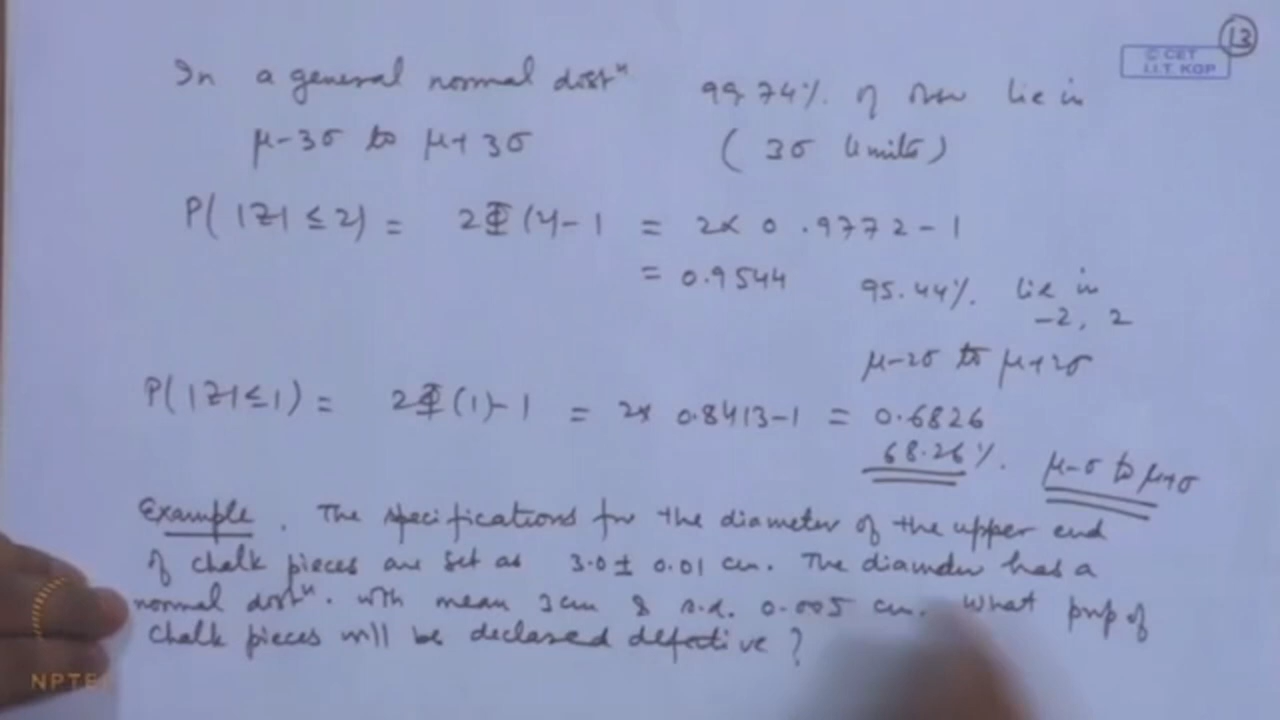 13
© CET
I.I.T. KGP
In a general normal distⁿ 99.74% of obsⁿ lie in
μ-3σ to μ+3σ (3σ limits)
P(|Z| ≤ 2) = 2Φ(2)-1 = 2x 0.9772-1
= 0.9544 95.44% lie in
-2, 2
μ-2σ to μ+2σ
P(|Z|≤1) = 2Φ(1)-1 = 2x 0.8413-1 = 0.6826
68.26% μ-σ to μ+σ
Example. The specifications for the diameter of the upper end
of chalk pieces are set as 3.0 ± 0.01 cm. The diameter has a
normal distⁿ. with mean 3cm & s.d. 0.005 cm. What prop of
chalk pieces will be declared defective?
NPTEL